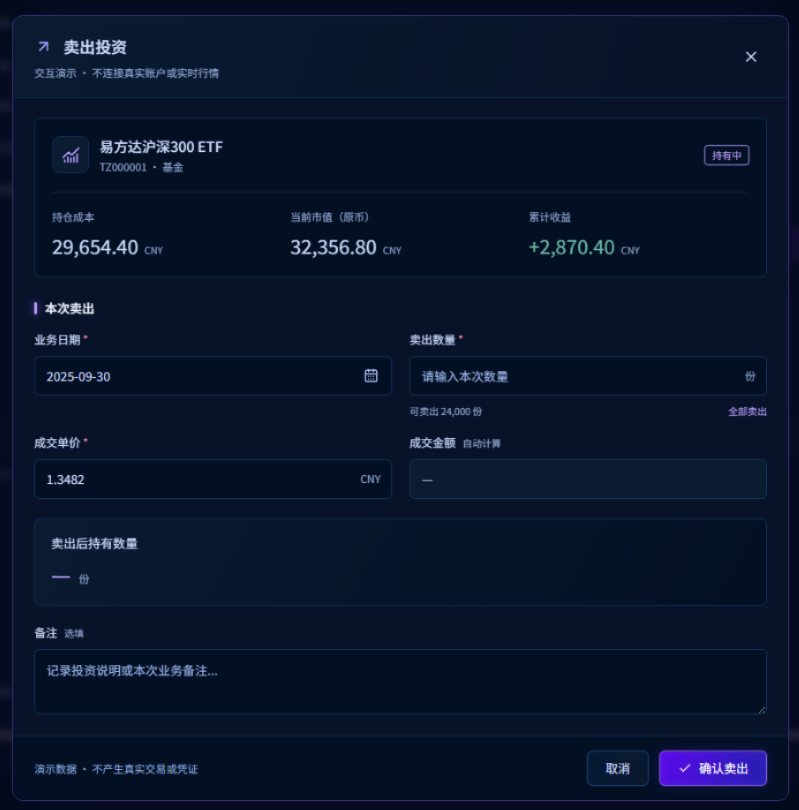 卖出投资
交互演示 · 不连接真实账户或实时行情
易方达沪深300 ETF
TZ000001 · 基金
持有中
持仓成本
29,654.40 CNY
当前市值（原币）
32,356.80 CNY
累计收益
+2,870.40 CNY
本次卖出
业务日期 *
2025-09-30
卖出数量 *
请输入本次数量 份
可卖出 24,000 份
全部卖出
成交单价 *
1.3482 CNY
成交金额 自动计算
—
卖出后持有数量
— 份
备注 选填
记录投资说明或本次业务备注...
演示数据 · 不产生真实交易或凭证
取消
确认卖出